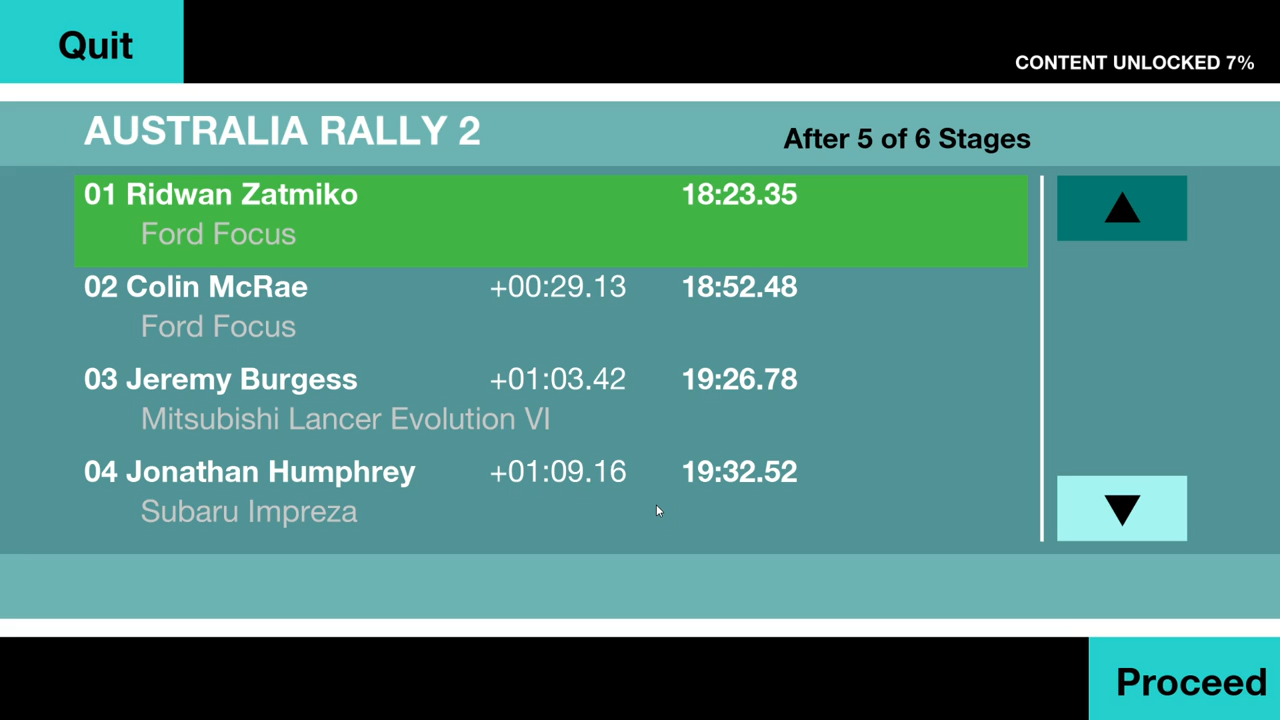 Quit
CONTENT UNLOCKED 7%
AUSTRALIA RALLY 2
After 5 of 6 Stages
01 Ridwan Zatmiko 18:23.35
Ford Focus
02 Colin McRae +00:29.13 18:52.48
Ford Focus
03 Jeremy Burgess +01:03.42 19:26.78
Mitsubishi Lancer Evolution VI
04 Jonathan Humphrey +01:09.16 19:32.52
Subaru Impreza
Proceed